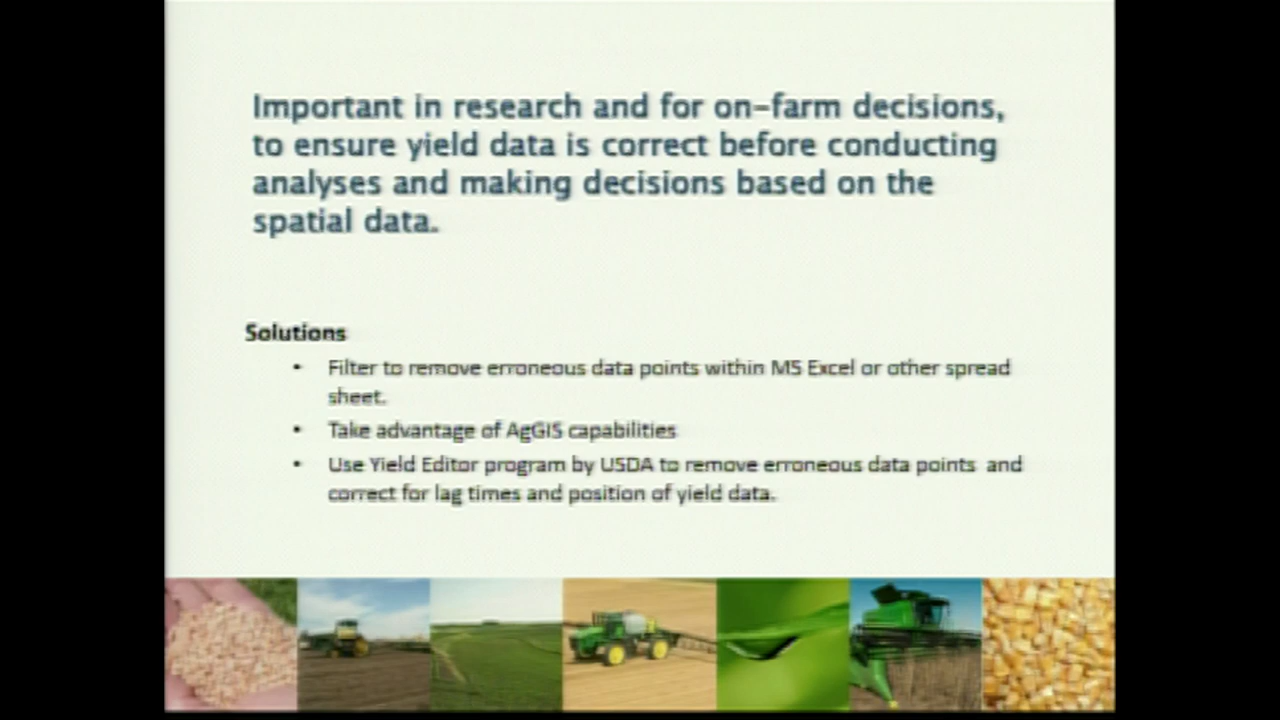 Important in research and for on-farm decisions,
to ensure yield data is correct before conducting
analyses and making decisions based on the
spatial data.
Solutions
• Filter to remove erroneous data points within MS Excel or other spread
sheet.
• Take advantage of AgGIS capabilities
• Use Yield Editor program by USDA to remove erroneous data points and
correct for lag times and position of yield data.